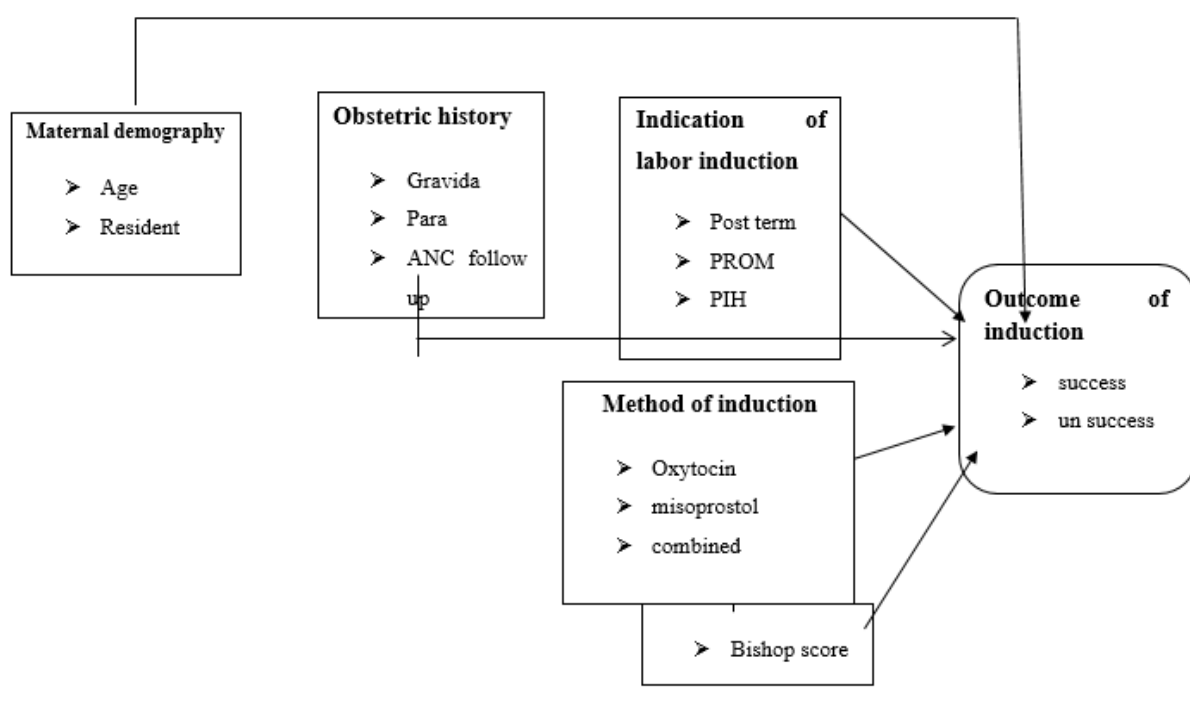 Maternal demography
➤ Age
➤ Resident
Obstetric history
➤ Gravida
➤ Para
➤ ANC follow
up
Indication of
labor induction
➤ Post term
➤ PROM
➤ PIH
Method of induction
➤ Oxytocin
➤ misoprostol
➤ combined
➤ Bishop score
Outcome of
induction
➤ success
➤ un success